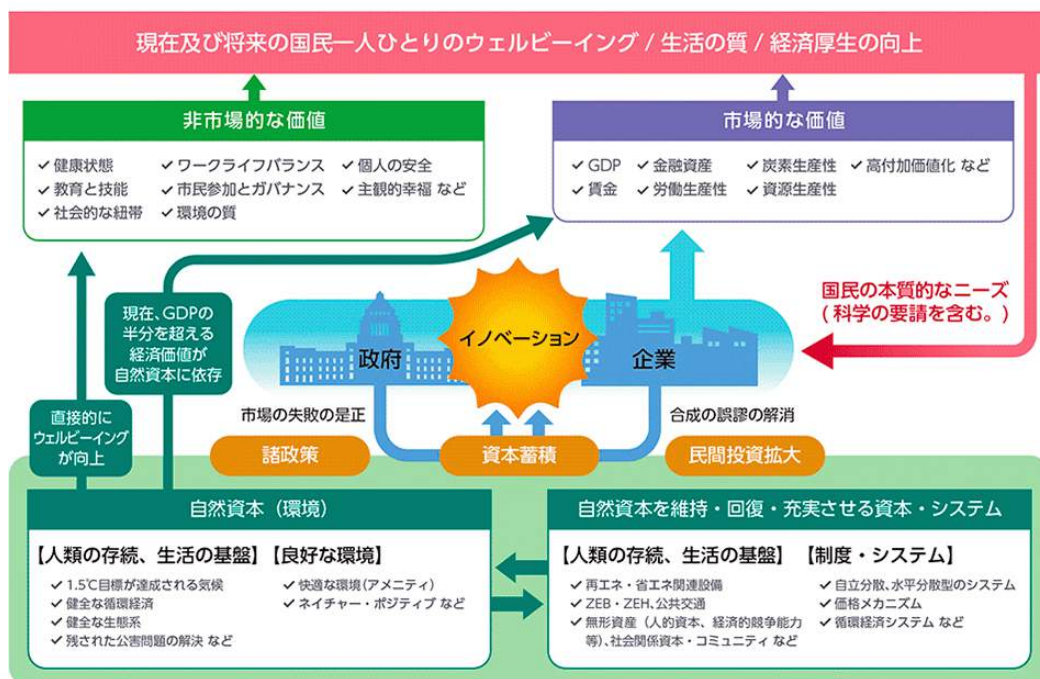 現在及び将来の国民一人ひとりのウェルビーイング / 生活の質 / 経済厚生の向上
非市場的な価値
✓ 健康状態 ✓ ワークライフバランス ✓ 個人の安全
✓ 教育と技能 ✓ 市民参加とガバナンス ✓ 主観的幸福 など
✓ 社会的な紐帯 ✓ 環境の質
市場的な価値
✓ GDP ✓ 金融資産 ✓ 炭素生産性 ✓ 高付加価値化 など
✓ 賃金 ✓ 労働生産性 ✓ 資源生産性
国民の本質的なニーズ
( 科学の要請を含む。)
現在、GDPの
半分を超える
経済価値が
自然資本に依存
直接的に
ウェルビーイング
が向上
政府
イノベーション
企業
市場の失敗の是正
合成の誤謬の解消
諸政策
資本蓄積
民間投資拡大
自然資本（環境）
【人類の存続、生活の基盤】【良好な環境】
✓ 1.5℃目標が達成される気候 ✓ 快適な環境（アメニティ）
✓ 健全な循環経済 ✓ ネイチャー・ポジティブ など
✓ 健全な生態系
✓ 残された公害問題の解決 など
自然資本を維持・回復・充実させる資本・システム
【人類の存続、生活の基盤】 【制度・システム】
✓ 再エネ・省エネ関連設備 ✓ 自立分散、水平分散型のシステム
✓ ZEB・ZEH、公共交通 ✓ 価格メカニズム
✓ 無形資産（人的資本、経済的競争能力 ✓ 循環経済システム など
等）、社会関係資本・コミュニティ など